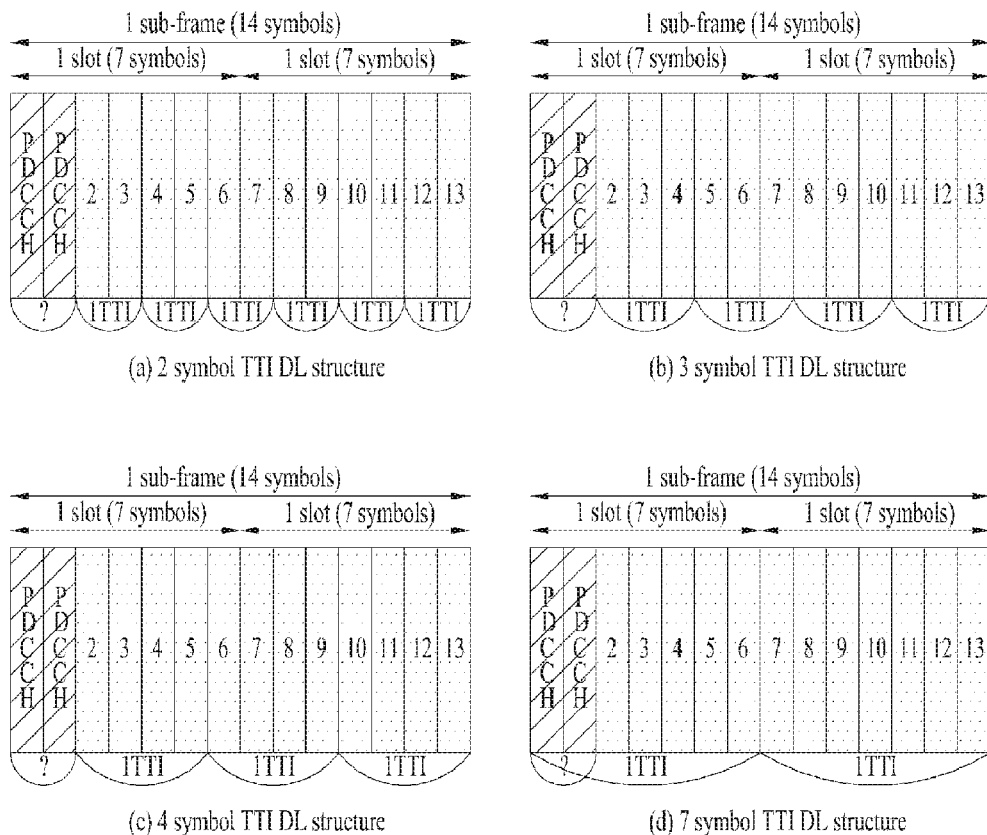 1 sub-frame (14 symbols)
1 slot (7 symbols) 1 slot (7 symbols)
PDCCH PDCCH 2 3 4 5 6 7 8 9 10 11 12 13
? 1TTI 1TTI 1TTI 1TTI 1TTI 1TTI
(a) 2 symbol TTI DL structure
1 sub-frame (14 symbols)
1 slot (7 symbols) 1 slot (7 symbols)
PDCCH PDCCH 2 3 4 5 6 7 8 9 10 11 12 13
? 1TTI 1TTI 1TTI 1TTI
(b) 3 symbol TTI DL structure
1 sub-frame (14 symbols)
1 slot (7 symbols) 1 slot (7 symbols)
PDCCH PDCCH 2 3 4 5 6 7 8 9 10 11 12 13
? 1TTI 1TTI 1TTI
(c) 4 symbol TTI DL structure
1 sub-frame (14 symbols)
1 slot (7 symbols) 1 slot (7 symbols)
PDCCH PDCCH 2 3 4 5 6 7 8 9 10 11 12 13
? 1TTI 1TTI
(d) 7 symbol TTI DL structure